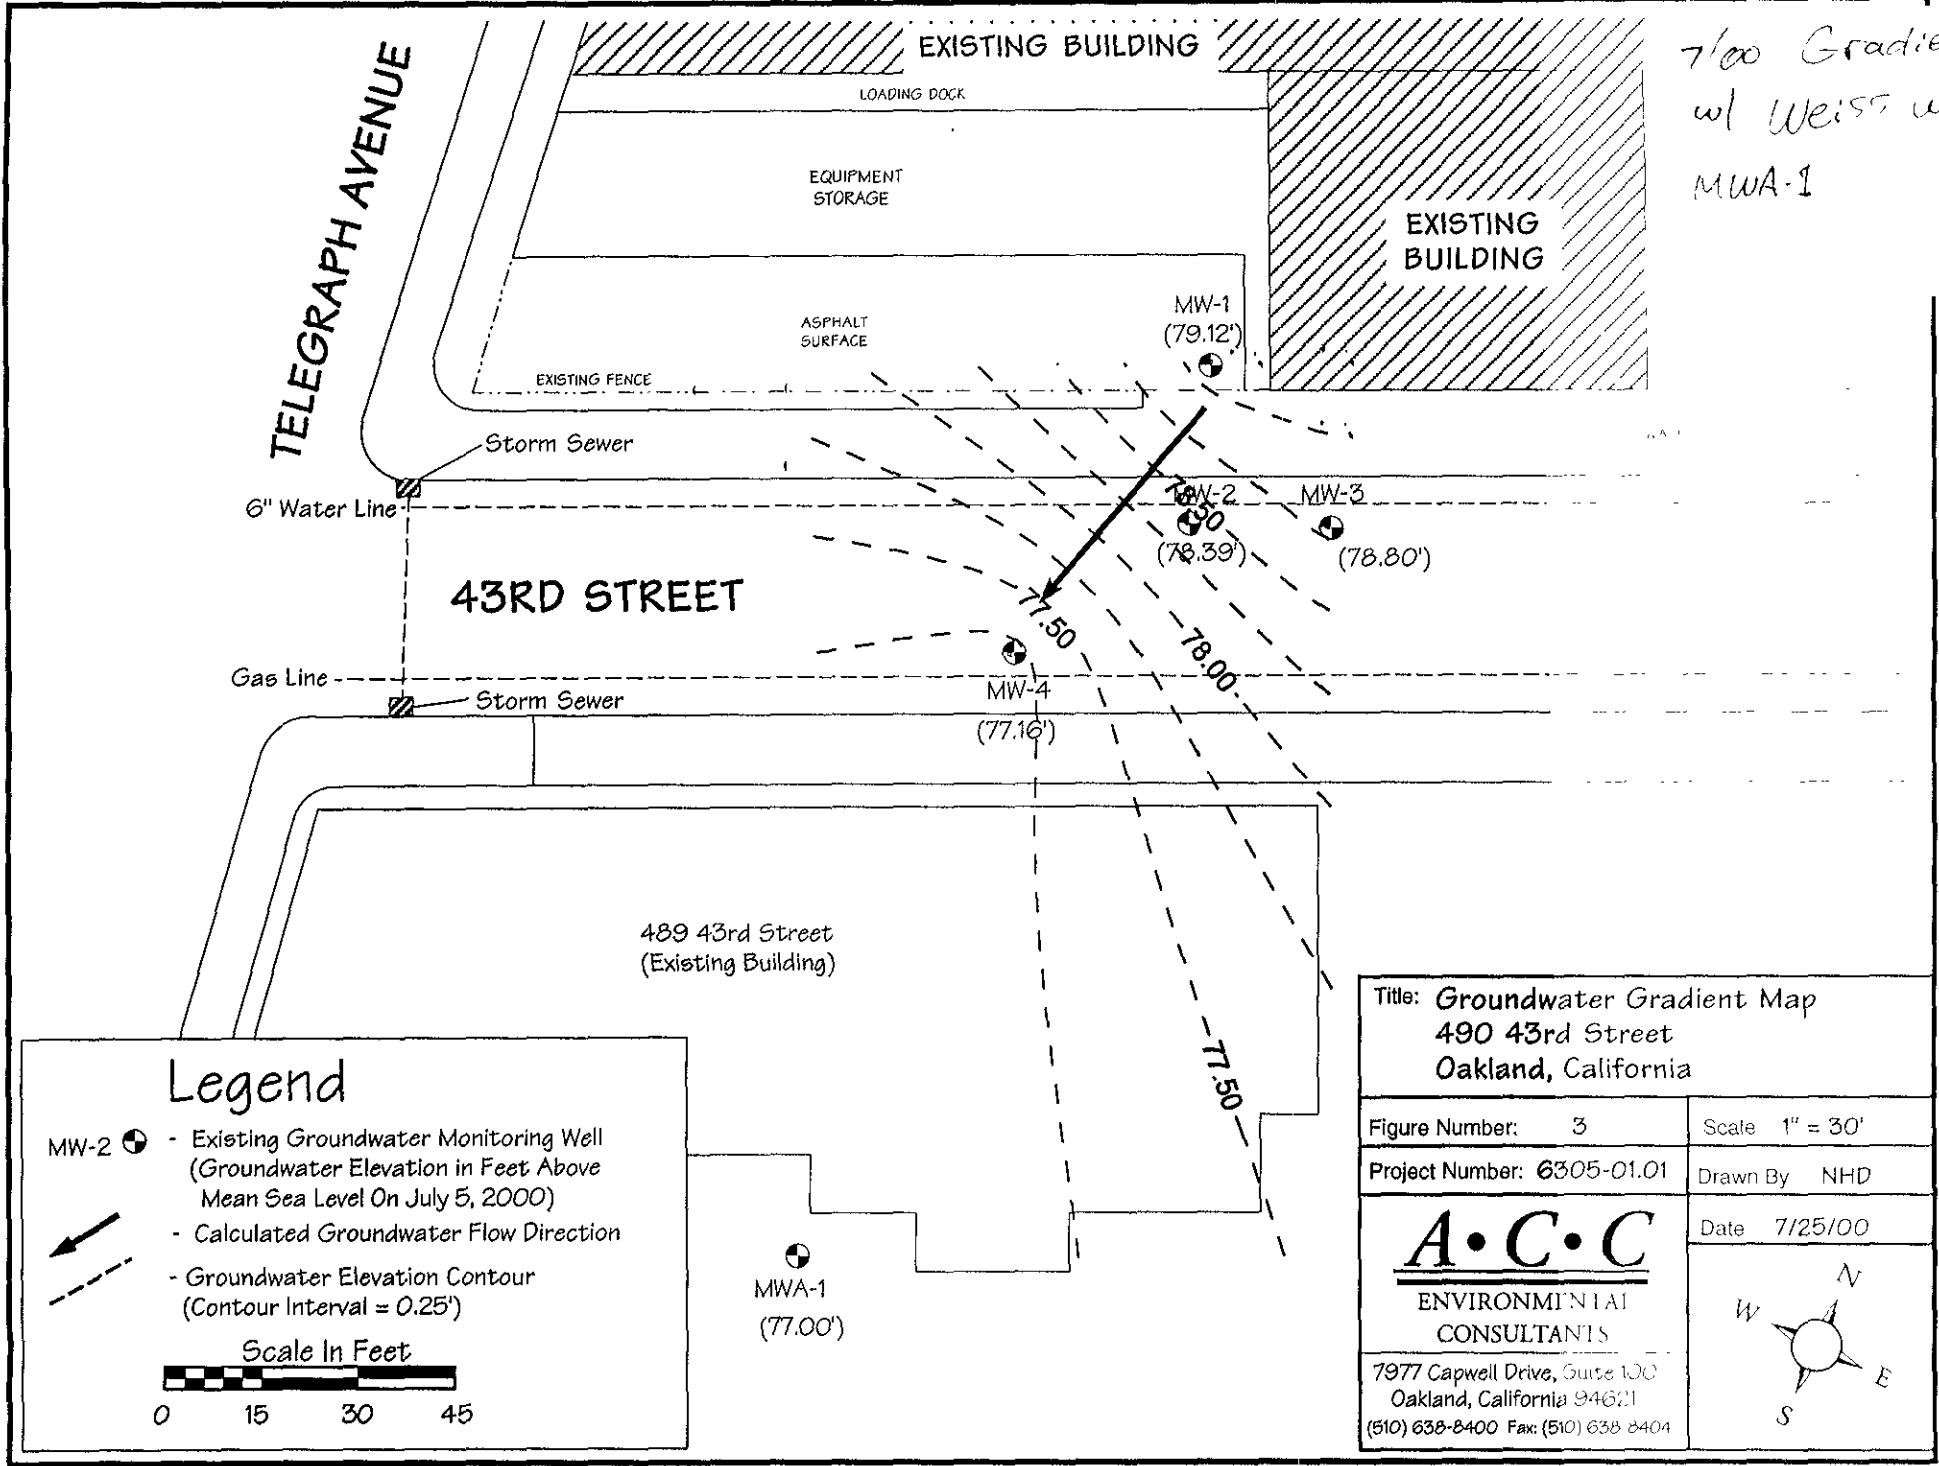 EXISTING BUILDING
7/00 Gradie
w/ Weiss w
MWA-1
LOADING DOCK
TELEGRAPH AVENUE
EQUIPMENT
STORAGE
EXISTING
BUILDING
MW-1
(79.12')
ASPHALT
SURFACE
EXISTING FENCE
Storm Sewer
6" Water Line
MW-2
78.50
(78.39')
MW-3
(78.80')
43RD STREET
77.50
78.00
Gas Line
Storm Sewer
MW-4
(77.16')
489 43rd Street
(Existing Building)
77.50
MWA-1
(77.00')
Legend
MW-2 - Existing Groundwater Monitoring Well
(Groundwater Elevation in Feet Above
Mean Sea Level On July 5, 2000)
- Calculated Groundwater Flow Direction
- Groundwater Elevation Contour
(Contour Interval = 0.25')
Scale In Feet
0 15 30 45
Title: Groundwater Gradient Map
490 43rd Street
Oakland, California
Figure Number: 3
Scale 1" = 30'
Project Number: 6305-01.01
Drawn By NHD
Date 7/25/00
A•C•C
ENVIRONMENTAL
CONSULTANTS
7977 Capwell Drive, Suite 100
Oakland, California 94621
(510) 638-8400 Fax: (510) 638-8404
N
W
E
S